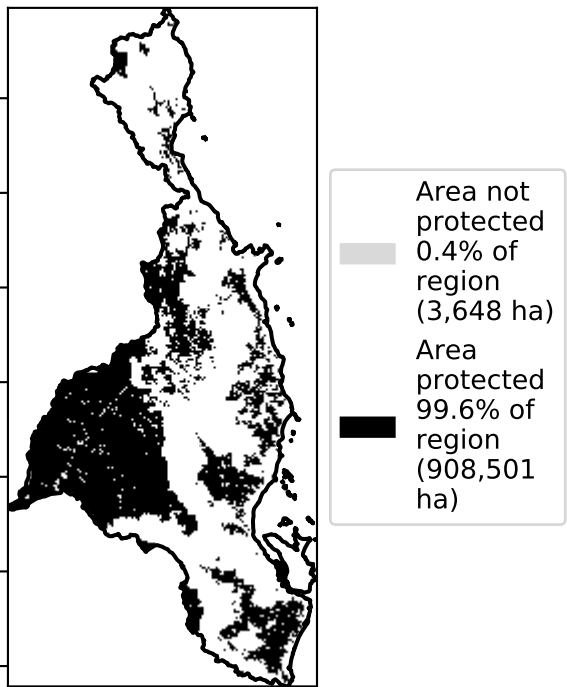 Area not
protected
0.4% of
region
(3,648 ha)
Area
protected
99.6% of
region
(908,501
ha)